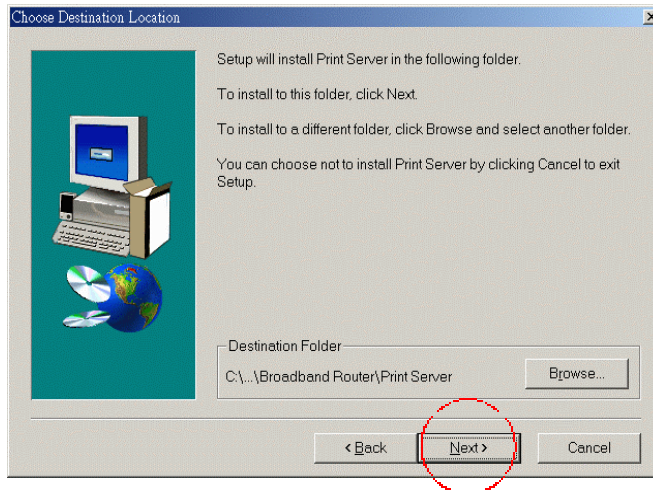 Choose Destination Location
Setup will install Print Server in the following folder.
To install to this folder, click Next.
To install to a different folder, click Browse and select another folder.
You can choose not to install Print Server by clicking Cancel to exit
Setup.
Destination Folder
C:\...\Broadband Router\Print Server
Browse...
< Back
Next >
Cancel